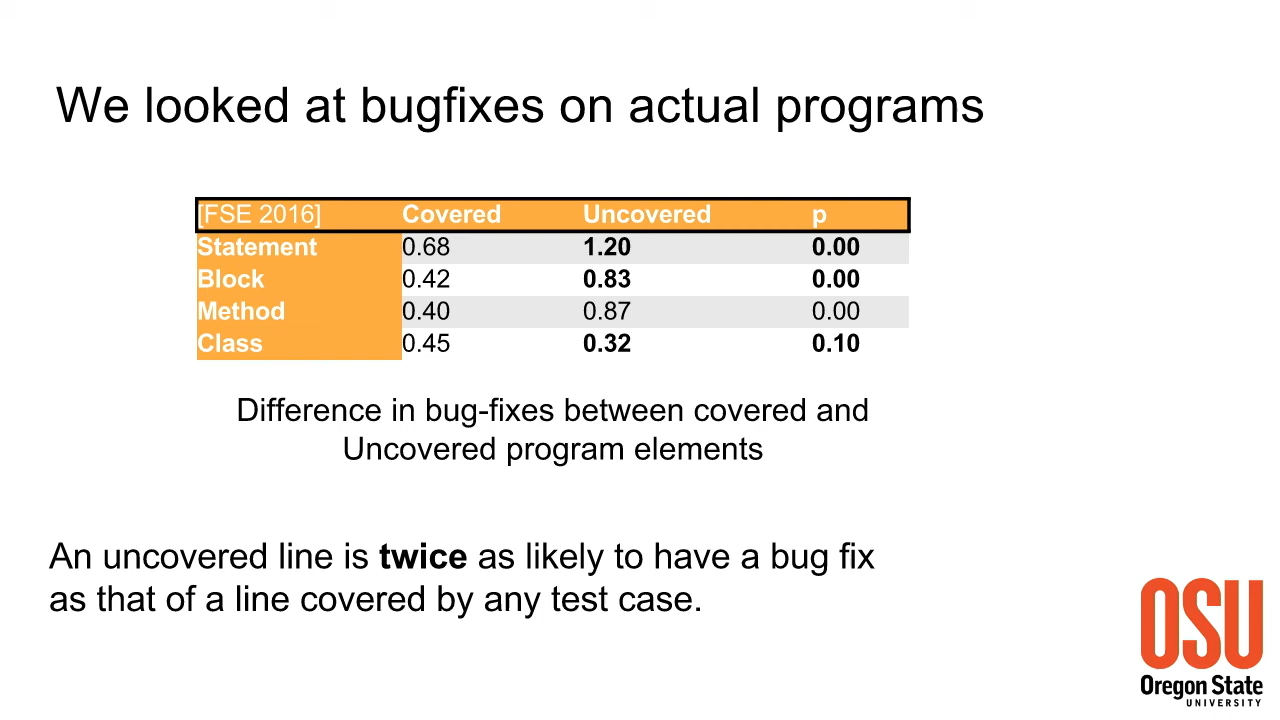 We looked at bugfixes on actual programs
[FSE 2016] Covered Uncovered p
Statement 0.68 1.20 0.00
Block 0.42 0.83 0.00
Method 0.40 0.87 0.00
Class 0.45 0.32 0.10
Difference in bug-fixes between covered and
Uncovered program elements
An uncovered line is twice as likely to have a bug fix
as that of a line covered by any test case.
OSU
Oregon State
UNIVERSITY